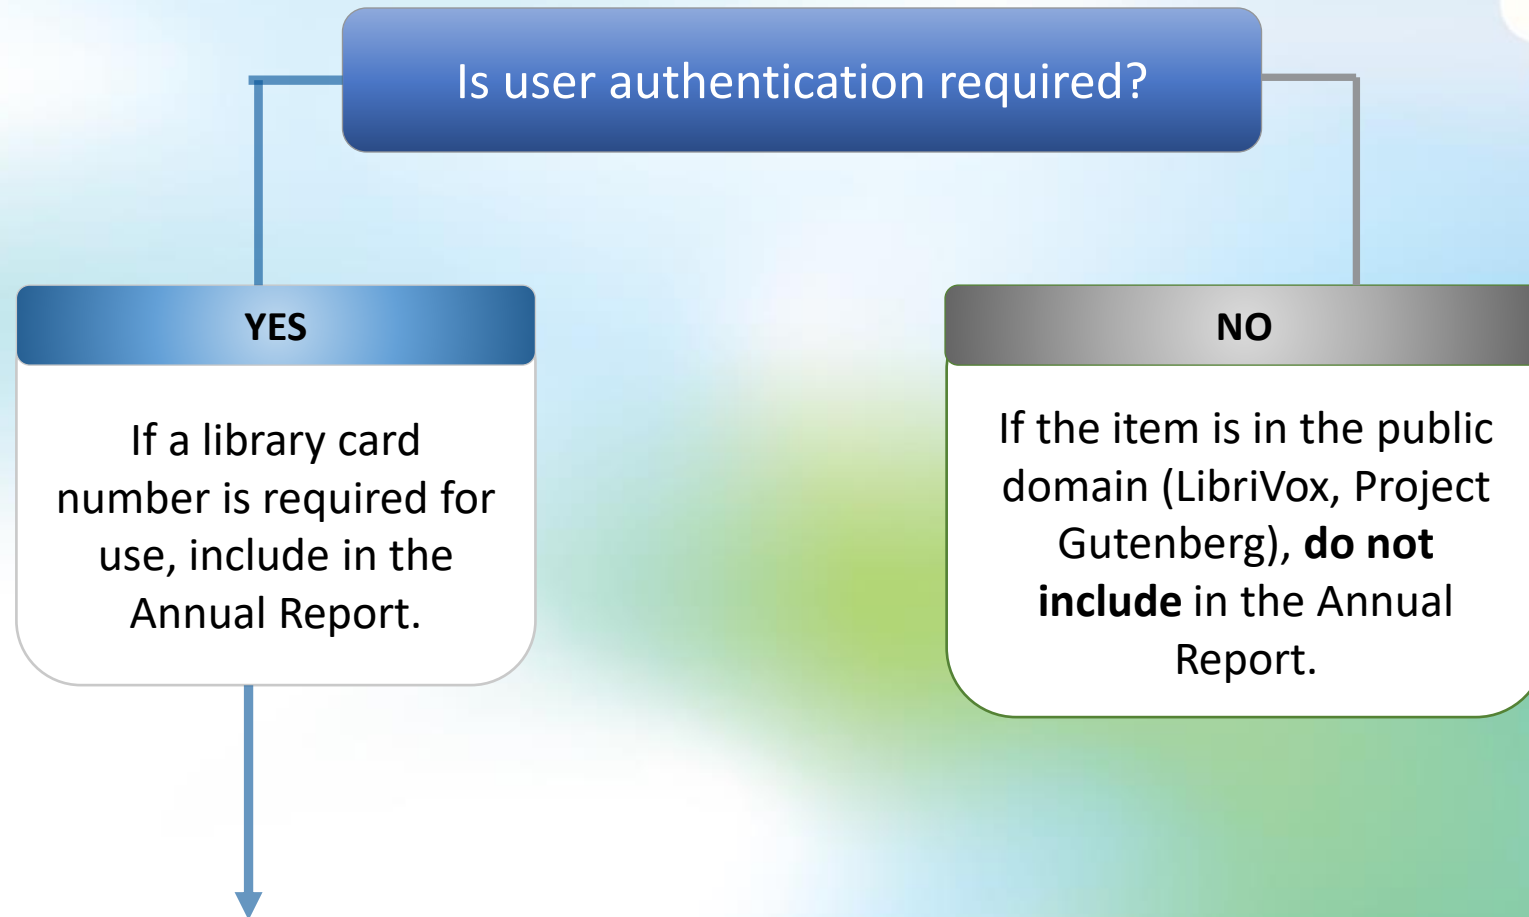 Is user authentication required?
YES
If a library card
number is required for
use, include in the
Annual Report.
NO
If the item is in the public
domain (LibriVox, Project
Gutenberg), do not
include in the Annual
Report.